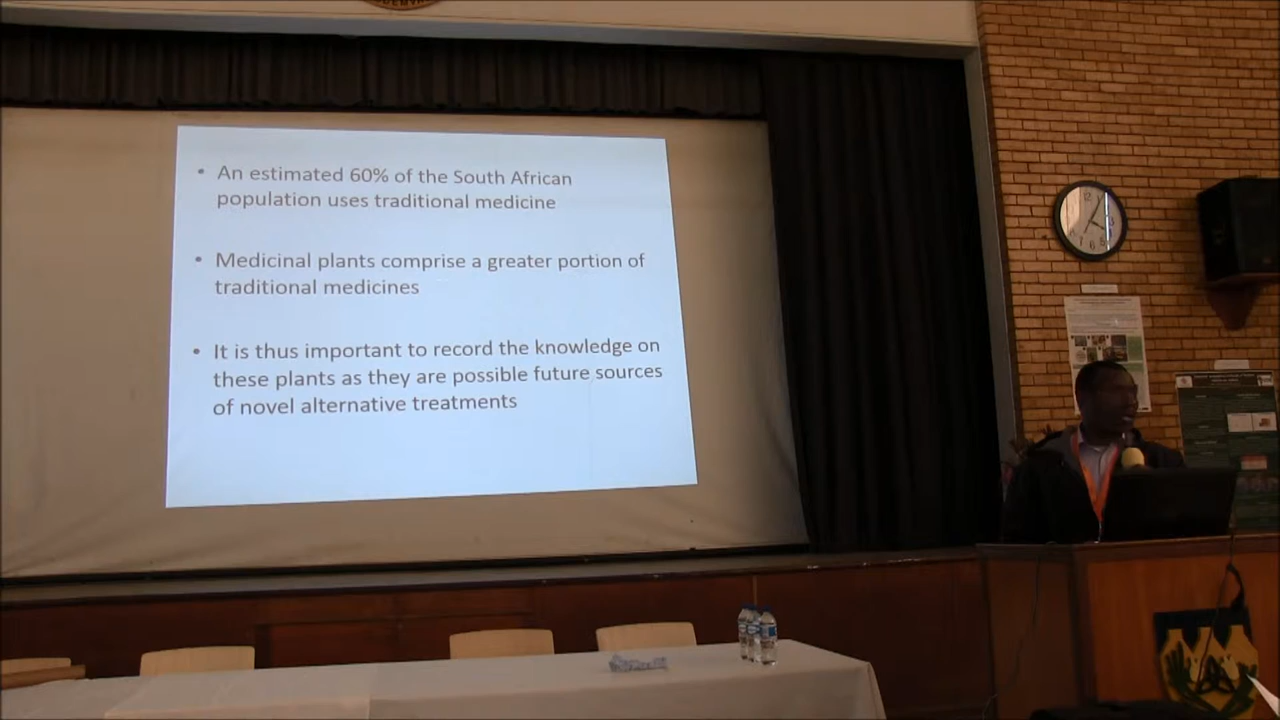 • An estimated 60% of the South African
population uses traditional medicine
• Medicinal plants comprise a greater portion of
traditional medicines
• It is thus important to record the knowledge on
these plants as they are possible future sources
of novel alternative treatments